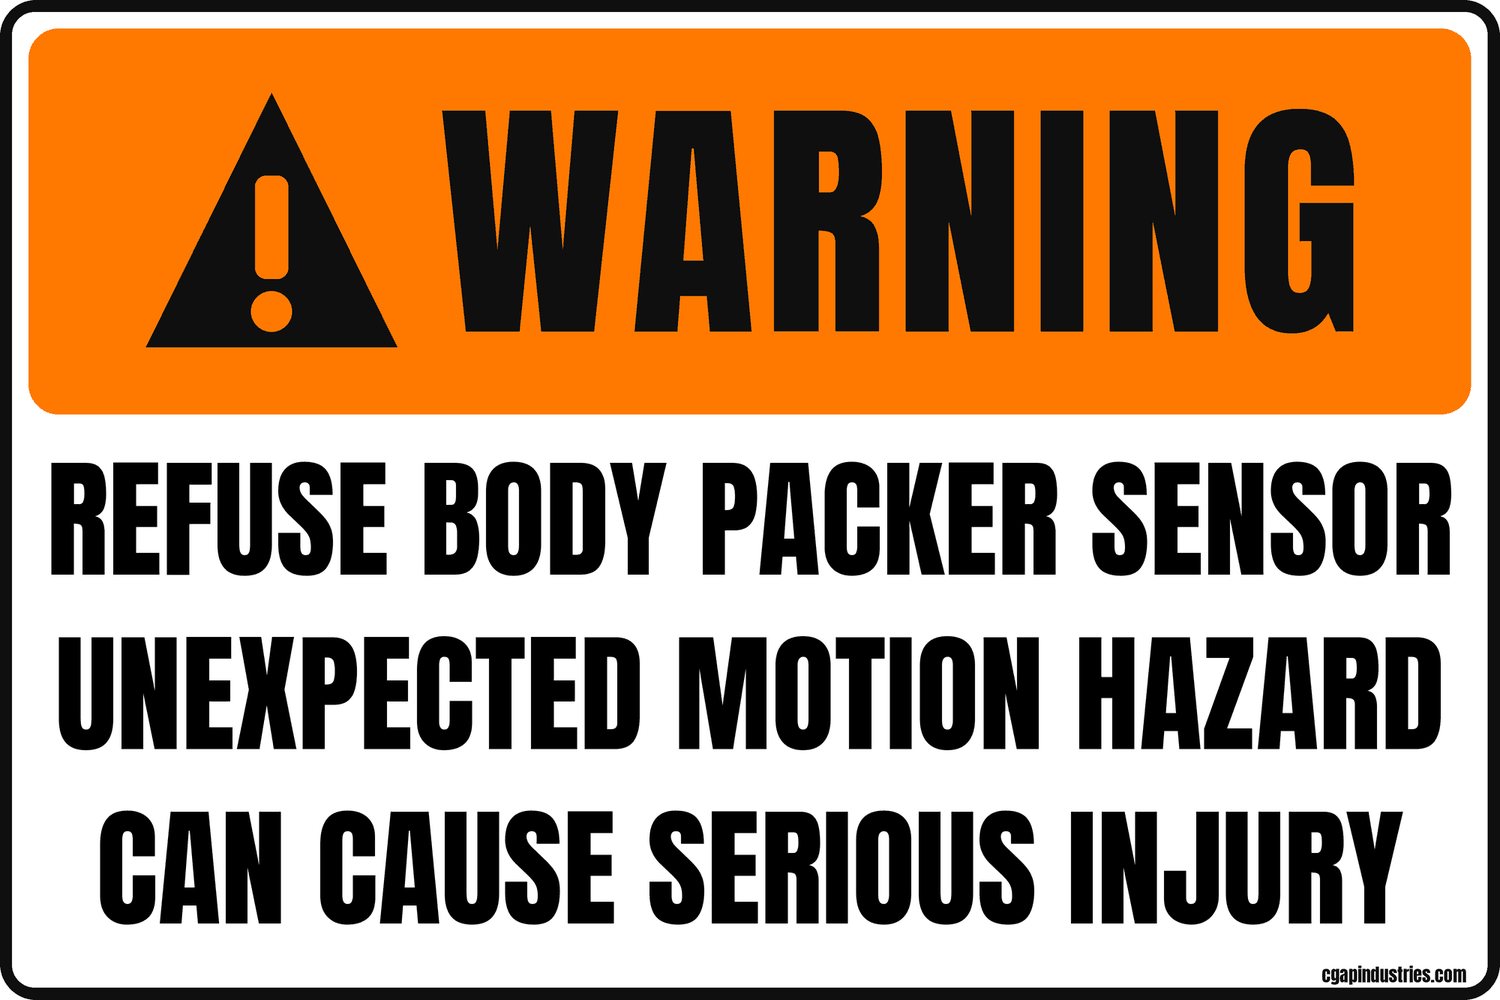 WARNING
REFUSE BODY PACKER SENSOR
UNEXPECTED MOTION HAZARD
CAN CAUSE SERIOUS INJURY
cgapindustries.com